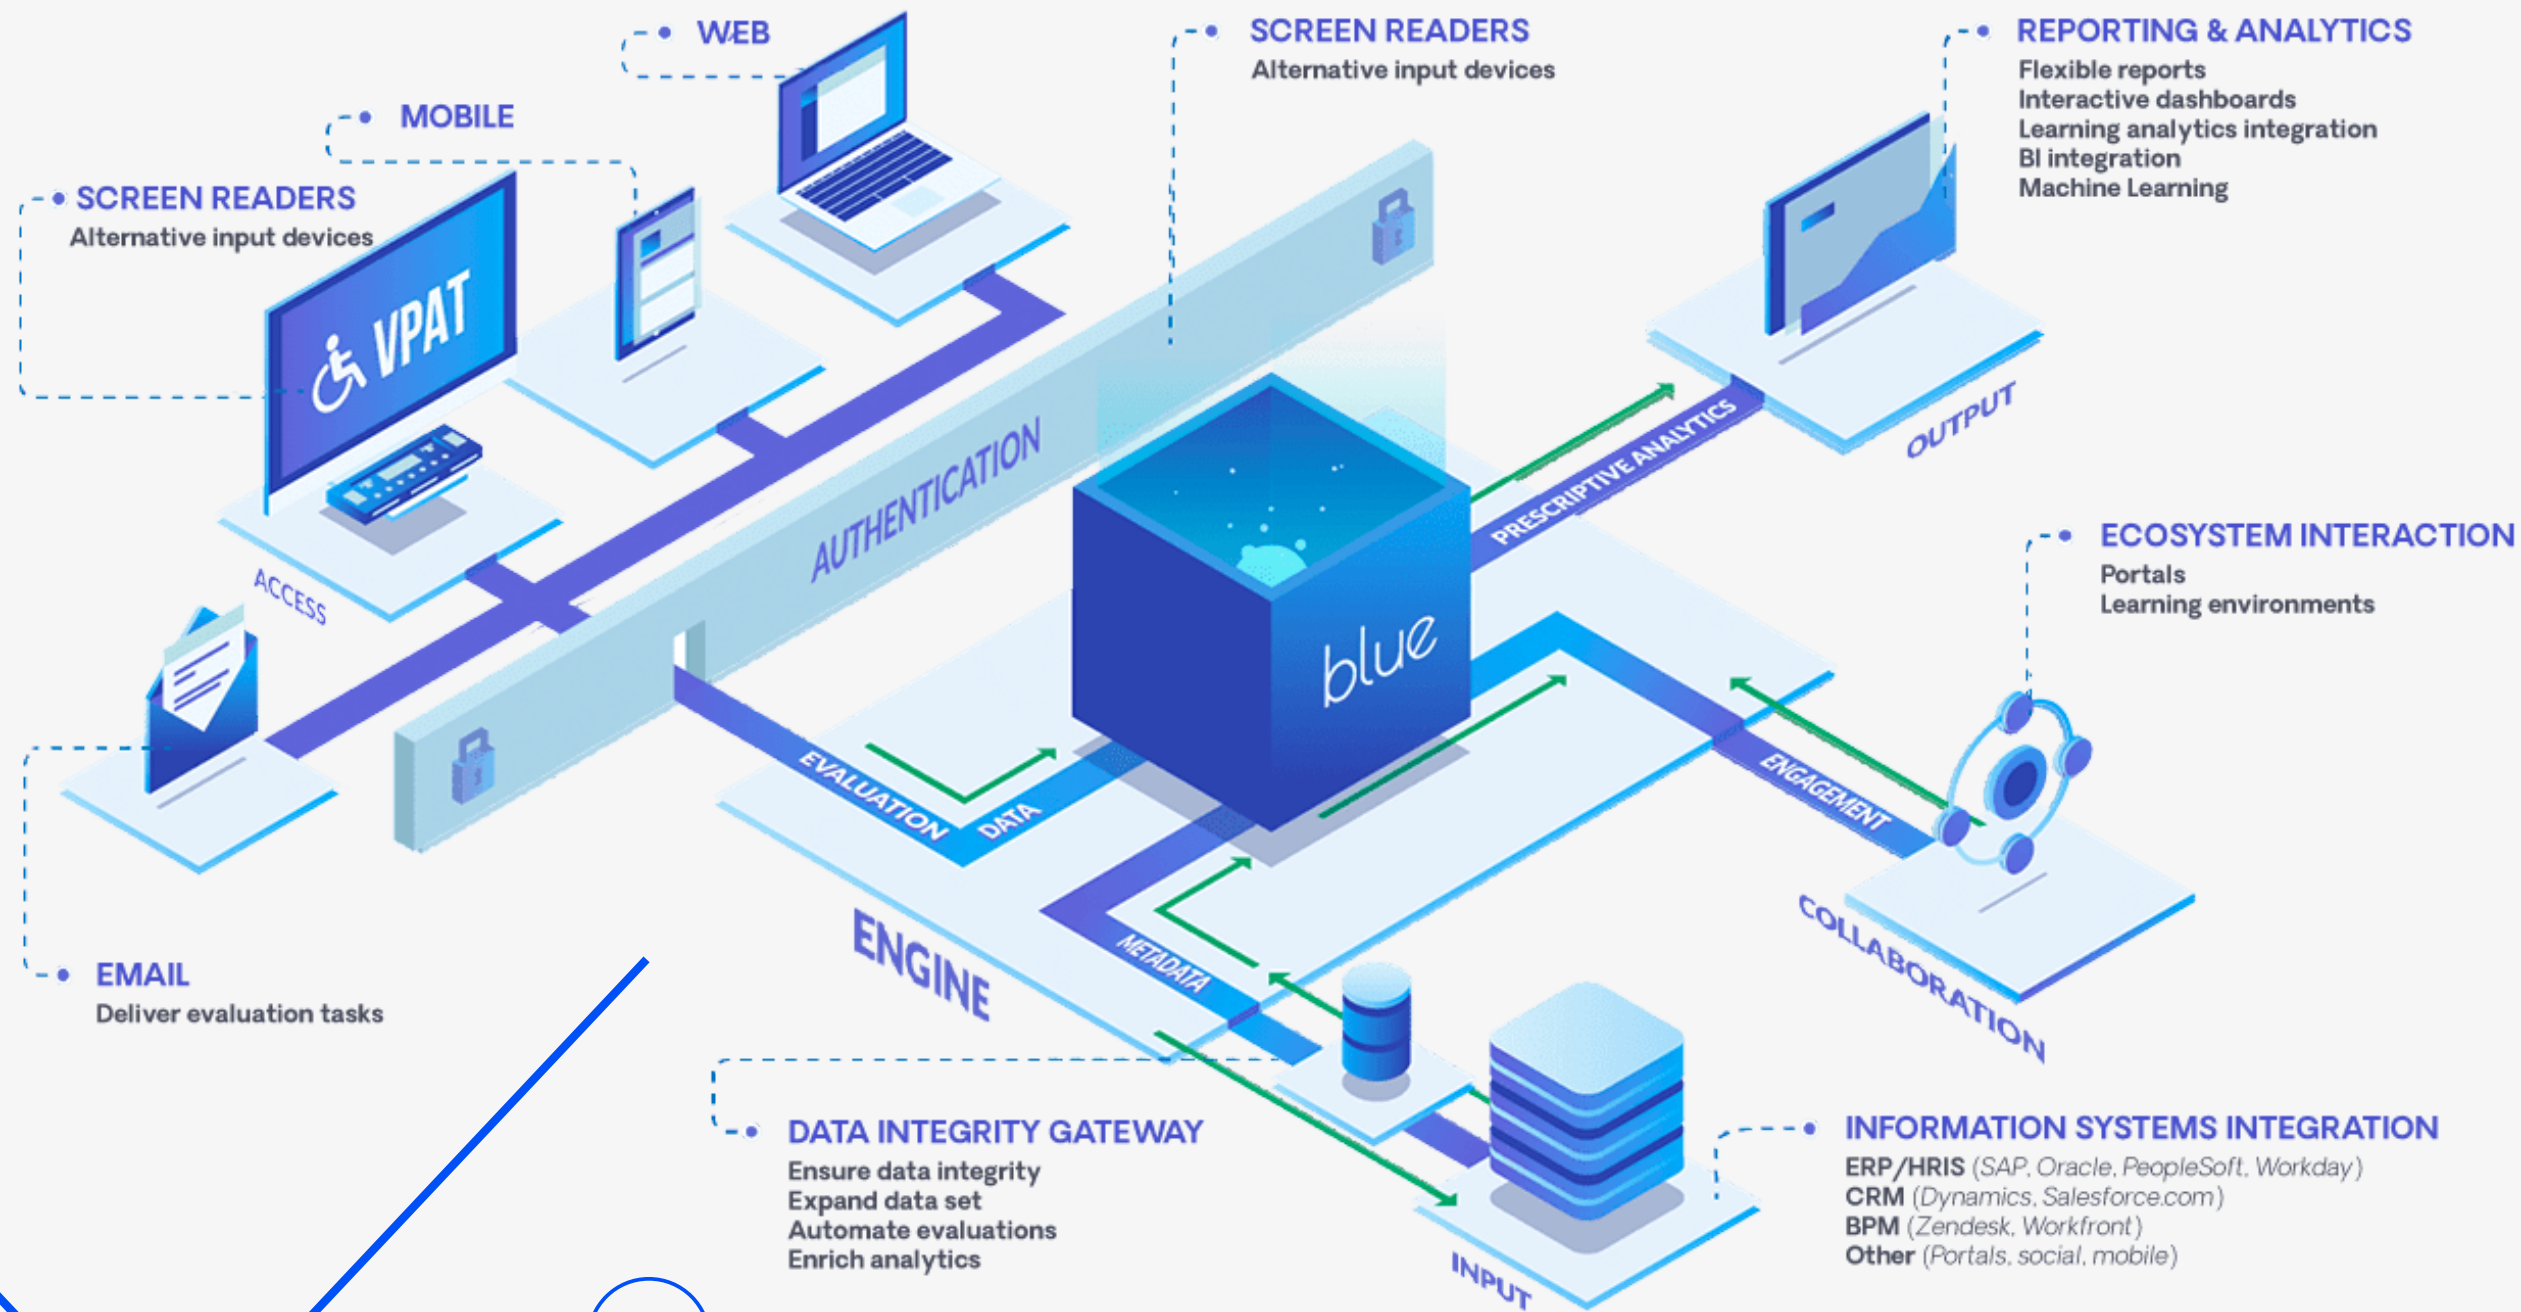 WEB
SCREEN READERS
Alternative input devices
REPORTING & ANALYTICS
Flexible reports
Interactive dashboards
Learning analytics integration
BI integration
Machine Learning
MOBILE
SCREEN READERS
Alternative input devices
VPAT
ACCESS
AUTHENTICATION
PRESCRIPTIVE ANALYTICS
OUTPUT
ECOSYSTEM INTERACTION
Portals
Learning environments
blue
EVALUATION
DATA
ENGAGEMENT
COLLABORATION
ENGINE
METADATA
EMAIL
Deliver evaluation tasks
DATA INTEGRITY GATEWAY
Ensure data integrity
Expand data set
Automate evaluations
Enrich analytics
INFORMATION SYSTEMS INTEGRATION
ERP/HRIS (SAP, Oracle, PeopleSoft, Workday)
CRM (Dynamics, Salesforce.com)
BPM (Zendesk, Workfront)
Other (Portals, social, mobile)
INPUT